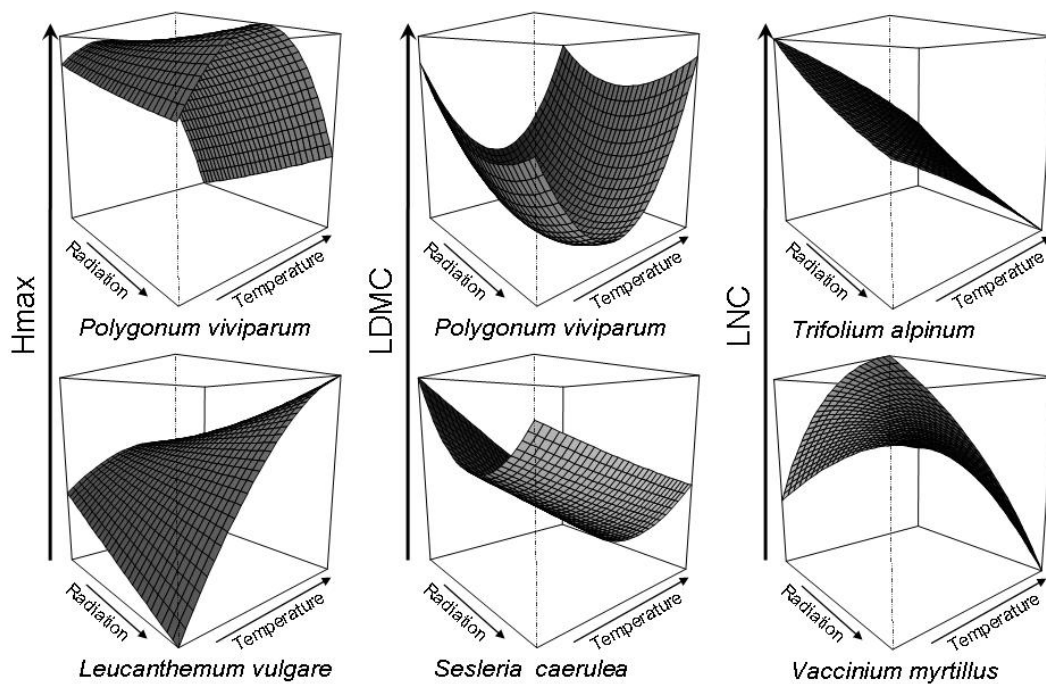 Hmax
Radiation
Temperature
Polygonum viviparum
LDMC
Radiation
Temperature
Polygonum viviparum
LNC
Radiation
Temperature
Trifolium alpinum
Radiation
Temperature
Leucanthemum vulgare
Radiation
Temperature
Sesleria caerulea
Radiation
Temperature
Vaccinium myrtillus